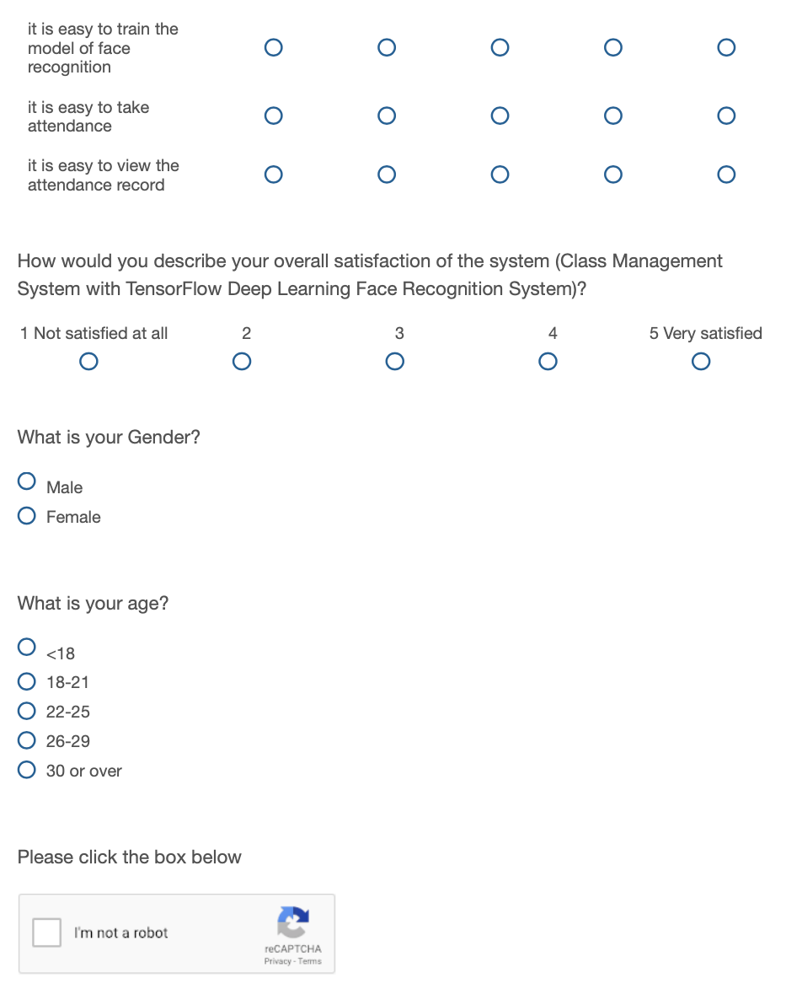 it is easy to train the
model of face
recognition
it is easy to take
attendance
it is easy to view the
attendance record
How would you describe your overall satisfaction of the system (Class Management
System with TensorFlow Deep Learning Face Recognition System)?
1 Not satisfied at all 2 3 4 5 Very satisfied
What is your Gender?
Male
Female
What is your age?
<18
18-21
22-25
26-29
30 or over
Please click the box below
I'm not a robot
reCAPTCHA
Privacy - Terms